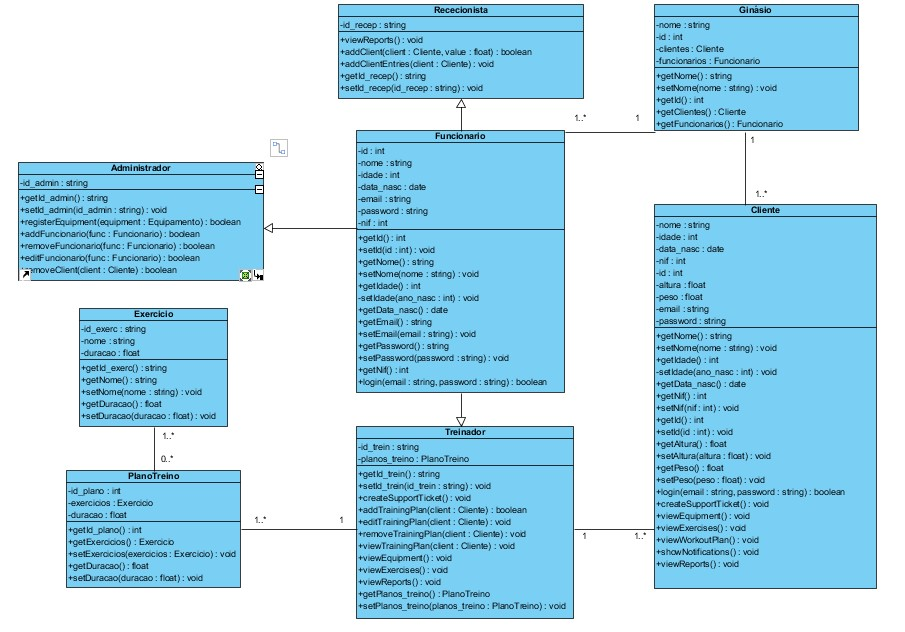 Rececionista
-id_recep : string
+viewReports() : void
+addClient(client : Cliente, value : float) : boolean
+addClientEntries(client : Cliente) : void
+getId_recep() : string
+setId_recep(id_recep : string) : void
Ginásio
-nome : string
-id : int
-clientes : Cliente
-funcionarios : Funcionario
+getNome() : string
+setNome(nome : string) : void
+getId() : int
+getClientes() : Cliente
+getFuncionarios() : Funcionario
1..*
1
1
1..*
Funcionario
-id : int
-nome : string
-idade : int
-data_nasc : date
-email : string
-password : string
-nif : int
+getId() : int
+setId(id : int) : void
+getNome() : string
+setNome(nome : string) : void
+getIdade() : int
-setIdade(ano_nasc : int) : void
+getData_nasc() : date
+getEmail() : string
+setEmail(email : string) : void
+getPassword() : string
+setPassword(password : string) : void
+getNif() : int
+login(email : string, password : string) : boolean
Administrador
-id_admin : string
+getId_admin() : string
+setId_admin(id_admin : string) : void
+registerEquipment(equipment : Equipamento) : boolean
+addFuncionario(func : Funcionario) : boolean
+removeFuncionario(func : Funcionario) : boolean
+editFuncionario(func : Funcionario) : boolean
removeClient(client : Cliente) : boolean
Cliente
-nome : string
-idade : int
-data_nasc : date
-nif : int
-id : int
-altura : float
-peso : float
-email : string
-password : string
+getNome() : string
+setNome(nome : string) : void
+getIdade() : int
-setIdade(ano_nasc : int) : void
+getData_nasc() : date
+getNif() : int
+setNif(nif : int) : void
+getId() : int
+setId(id : int) : void
+getAltura() : float
+setAltura(altura : float) : void
+getPeso() : float
+setPeso(peso : float) : void
+login(email : string, password : string) : boolean
+createSupportTicket() : void
+viewEquipment() : void
+viewExercises() : void
+viewWorkoutPlan() : void
+showNotifications() : void
+viewReports() : void
Exercicio
-id_exerc : string
-nome : string
-duracao : float
+getId_exerc() : string
+getNome() : string
+setNome(nome : string) : void
+getDuracao() : float
+setDuracao(duracao : float) : void
1..*
0..*
PlanoTreino
-id_plano : int
-exercicios : Exercicio
-duracao : float
+getId_plano() : int
+getExercicios() : Exercicio
+setExercicios(exercicios : Exercicio) : void
+getDuracao() : float
+setDuracao(duracao : float) : void
1..*
1
Treinador
-id_trein : string
-planos_treino : PlanoTreino
+getId_trein() : string
+setId_trein(id_trein : string) : void
+createSupportTicket() : void
+addTrainingPlan(client : Cliente) : boolean
+editTrainingPlan(client : Cliente) : void
+removeTrainingPlan(client : Cliente) : void
+viewTrainingPlan(client : Cliente) : void
+viewEquipment() : void
+viewExercises() : void
+viewReports() : void
+getPlanos_treino() : PlanoTreino
+setPlanos_treino(planos_treino : PlanoTreino) : void
1
1..*